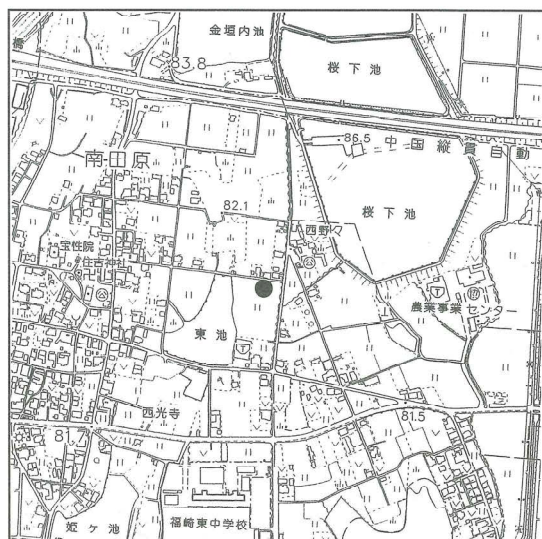 橋
金垣内池
83.8
桜下池
86.5
中国縦貫自動
南田原
82.1
桜下池
西野々
宝性院
住吉神社
農業事業センター
東池
西光寺
81.5
81.7
姫ヶ池
福崎東中学校